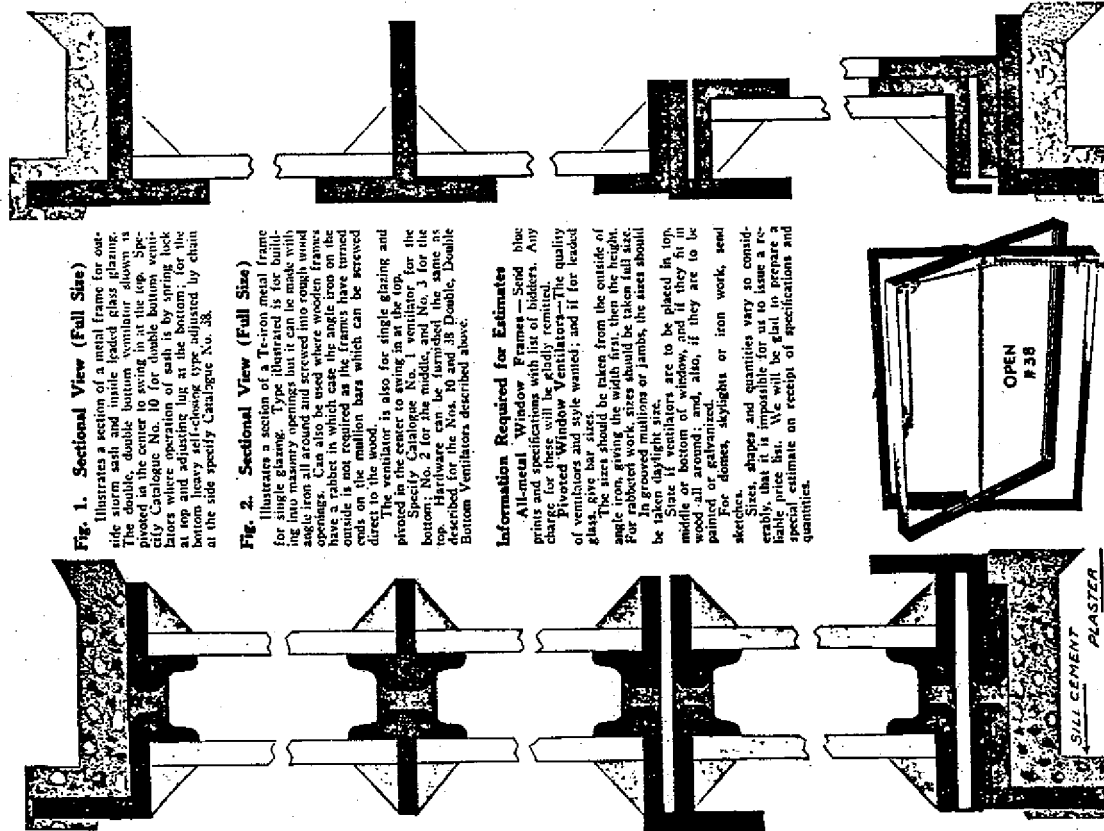 Fig. 1. Sectional View (Full Size)
Illustrates a section of a metal frame for out-
side storm sash and inside leaded glass glazing.
The double, double bottom ventilator shown is
pivoted in the center to swing in at the top. Spe-
cify Catalogue No. 10 for double bottom venti-
lators where operation of sash is by spring lock
at top and adjusting lug at the bottom; for the
bottom heavy self-closing type adjusted by chain
at the side specify Catalogue No. 38.
Fig. 2. Sectional View (Full Size)
Illustrates a section of a Te-iron metal frame
for single glazing. Type illustrated is for build-
ing into masonry openings but it can be made with
angle iron all around and screwed into rough wood
openings. Can also be used where wooden frames
have a rabbet in which case the angle iron on the
outside is not required as the frames have turned
ends on the mullion bars which can be screwed
direct to the wood.
The ventilator is also for single glazing and
pivoted in the center to swing in at the top.
Specify Catalogue No. 1 ventilator for the
bottom; No. 2 for the middle, and No. 3 for the
top. Hardware can be furnished the same as
described for the Nos. 10 and 38 Double, Double
Bottom Ventilators described above.
Information Required for Estimates
All-metal Window Frames—Send blue
prints and specifications with list of bidders. Any
charge for these will be gladly remitted.
Pivoted Window Ventilators—The quality
of ventilators and style wanted; and if for leaded
glass, give bar sizes.
The sizes should be taken from the outside of
angle iron, giving the width first, then the height.
For rabbeted work, sizes should be taken full size.
In grooved mullions or jambs, the sizes should
be taken daylight size.
State if ventilators are to be placed in top,
middle or bottom of window, and if they fit in
wood all around; and, also, if they are to be
painted or galvanized.
For domes, skylights or iron work, send
sketches.
Sizes, shapes and quantities vary so consid-
erably, that it is impossible for us to issue a re-
liable price list. We will be glad to prepare a
special estimate on receipt of specifications and
quantities.
OPEN
# 38
SILL CEMENT
PLASTER